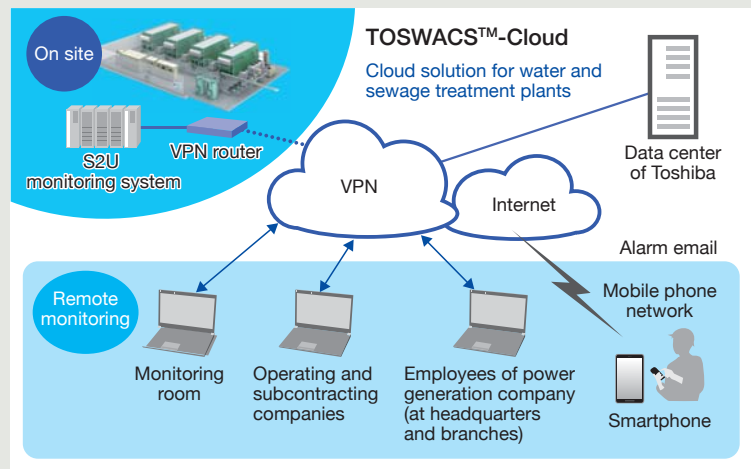 On site
TOSWACS™-Cloud
Cloud solution for water and
sewage treatment plants
S2U
monitoring system
VPN router
VPN
Internet
Data center
of Toshiba
Alarm email
Mobile phone
network
Smartphone
Remote
monitoring
Monitoring
room
Operating and
subcontracting
companies
Employees of power
generation company
(at headquarters
and branches)